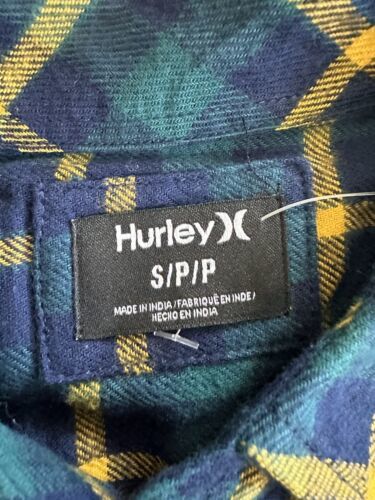 Hurley
S/P/P
MADE IN INDIA / FABRIQUÉ EN INDE /
HECHO EN INDIA